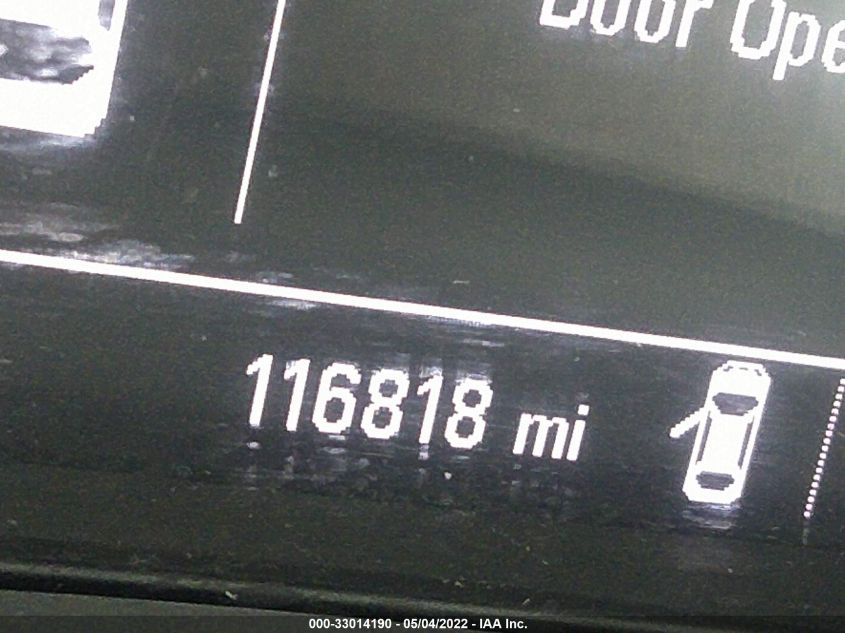 Door Ope
116818 mi
000-33014190 - 05/04/2022 - IAA Inc.